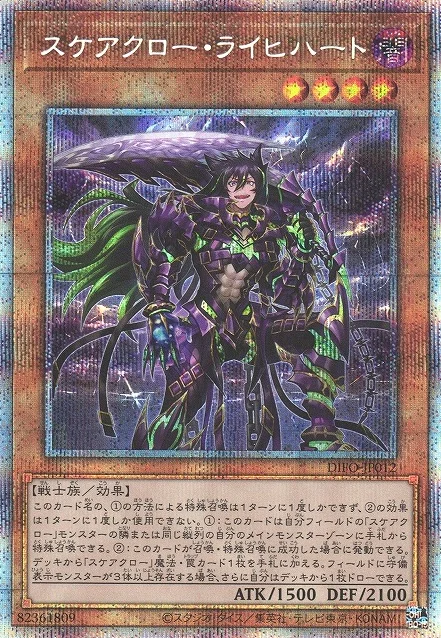 スケアクロー・ライヒハート
闇
DIFO-JP012
【戦士族／効果】
このカード名の、①の方法による特殊召喚は1ターンに1度しかできず、②の効果
は1ターンに1度しか使用できない。①：このカードは自分フィールドの「スケアク
ロー」モンスターの隣または同じ縦列の自分のメインモンスターゾーンに手札から
特殊召喚できる。②：このカードが召喚・特殊召喚に成功した場合に発動できる。
デッキから「スケアクロー」魔法・罠カード1枚を手札に加える。フィールドに守備
表示モンスターが3体以上存在する場合、さらに自分はデッキから1枚ドローできる。
ATK/1500 DEF/2100
82361809
©スタジオ・ダイス／集英社・テレビ東京・KONAMI